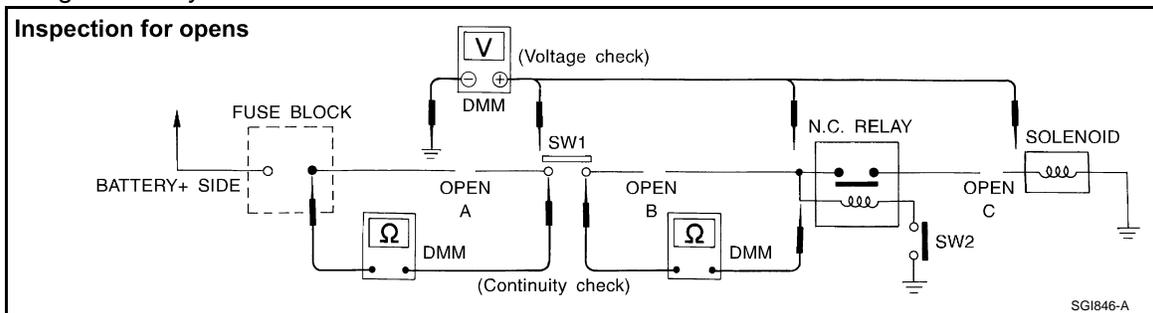 Inspection for opens
V
(Voltage check)
− +
DMM
FUSE BLOCK
N.C. RELAY
SW1
SOLENOID
BATTERY+ SIDE
OPEN
A
OPEN
B
OPEN
C
Ω
DMM
Ω
DMM
SW2
(Continuity check)
SGI846-A